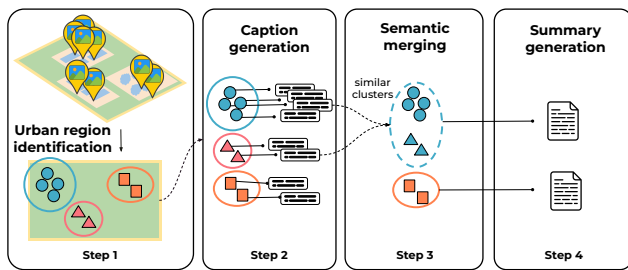 Urban region
identification
Step 1
Caption
generation
Step 2
Semantic
merging
similar
clusters
Step 3
Summary
generation
Step 4